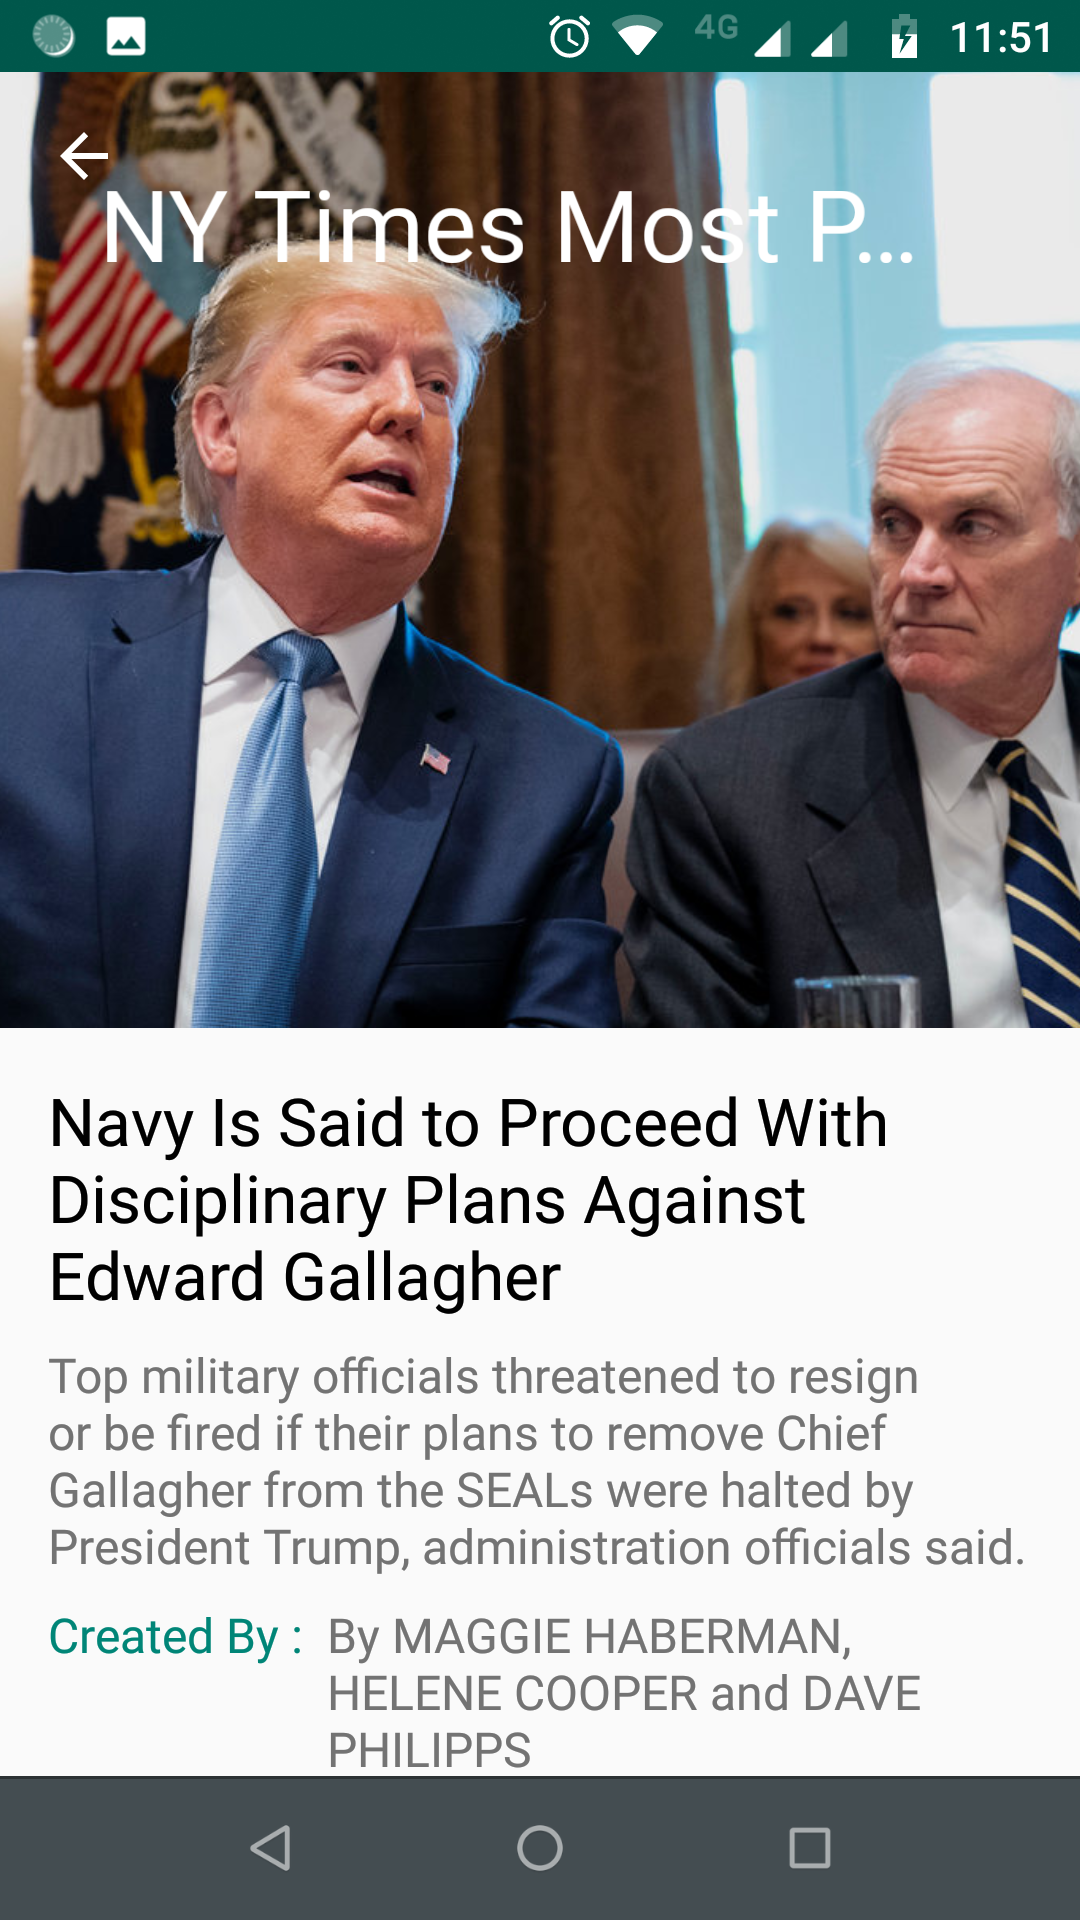 4G 11:51
NY Times Most P...
Navy Is Said to Proceed With
Disciplinary Plans Against
Edward Gallagher
Top military officials threatened to resign
or be fired if their plans to remove Chief
Gallagher from the SEALs were halted by
President Trump, administration officials said.
Created By : By MAGGIE HABERMAN,
HELENE COOPER and DAVE
PHILIPPS